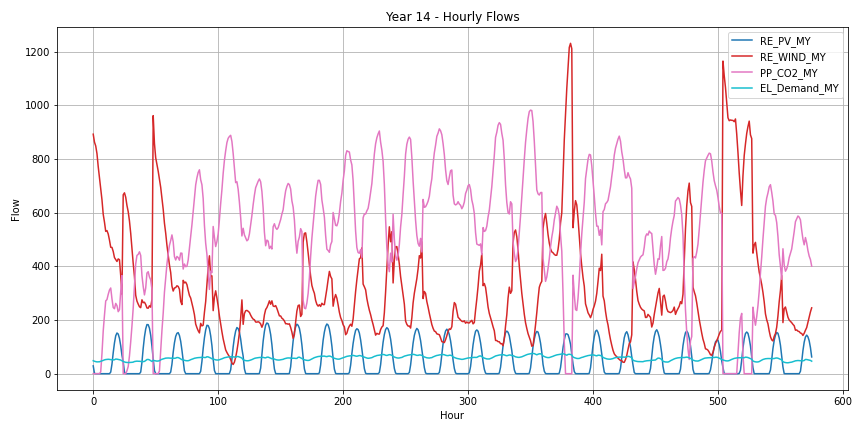 Year 14 - Hourly Flows
RE_PV_MY
RE_WIND_MY
PP_CO2_MY
EL_Demand_MY
1200
1000
800
600
400
200
0
Flow
0 100 200 300 400 500 600
Hour